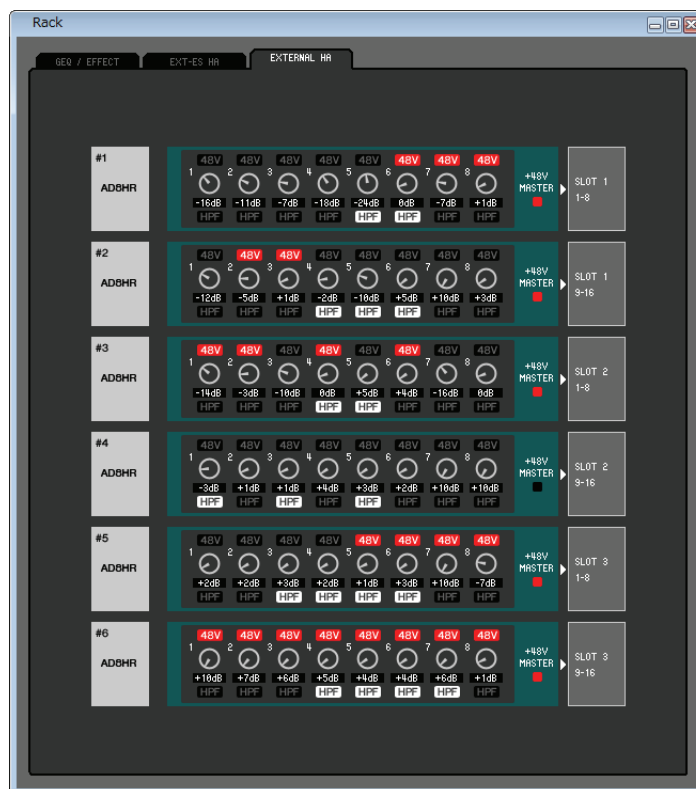 Rack
GEQ / EFFECT EXT-ES HA EXTERNAL HA
#1
AD8HR
48V 48V 48V 48V 48V 48V 48V 48V
1 2 3 4 5 6 7 8
-16dB -11dB -7dB -18dB -24dB 0dB -7dB +1dB
HPF HPF HPF HPF HPF HPF HPF HPF
+48V
MASTER
SLOT 1
1-8
#2
AD8HR
48V 48V 48V 48V 48V 48V 48V 48V
1 2 3 4 5 6 7 8
-12dB -5dB +1dB -2dB -10dB +5dB +10dB +3dB
HPF HPF HPF HPF HPF HPF HPF HPF
+48V
MASTER
SLOT 1
9-16
#3
AD8HR
48V 48V 48V 48V 48V 48V 48V 48V
1 2 3 4 5 6 7 8
-14dB -3dB -10dB 0dB +5dB +4dB -16dB 0dB
HPF HPF HPF HPF HPF HPF HPF HPF
+48V
MASTER
SLOT 2
1-8
#4
AD8HR
48V 48V 48V 48V 48V 48V 48V 48V
1 2 3 4 5 6 7 8
-3dB +1dB +1dB +4dB +3dB +2dB +10dB +10dB
HPF HPF HPF HPF HPF HPF HPF HPF
+48V
MASTER
SLOT 2
9-16
#5
AD8HR
48V 48V 48V 48V 48V 48V 48V 48V
1 2 3 4 5 6 7 8
+2dB +2dB +3dB +2dB +1dB +3dB +10dB -7dB
HPF HPF HPF HPF HPF HPF HPF HPF
+48V
MASTER
SLOT 3
1-8
#6
AD8HR
48V 48V 48V 48V 48V 48V 48V 48V
1 2 3 4 5 6 7 8
+10dB +7dB +6dB +5dB +4dB +4dB +6dB +1dB
HPF HPF HPF HPF HPF HPF HPF HPF
+48V
MASTER
SLOT 3
9-16